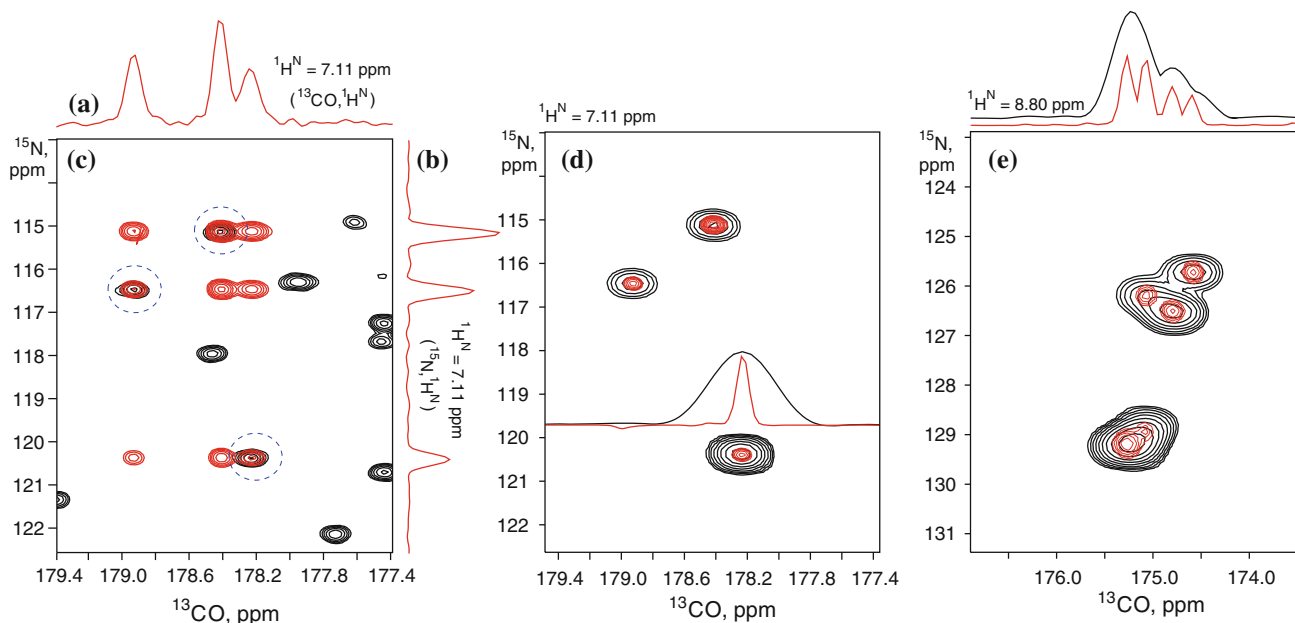 (a)
¹Hᴺ = 7.11 ppm
(¹³CO,¹Hᴺ)
¹⁵N,
ppm
(c)
115
116
117
118
119
120
121
122
179.4
179.0
178.6
178.2
177.8
177.4
¹³CO, ppm
(b)
¹Hᴺ = 7.11 ppm
(¹⁵N,¹Hᴺ)
¹Hᴺ = 7.11 ppm
(d)
115
116
117
118
119
120
121
122
179.4
179.0
178.6
178.2
177.8
177.4
¹³CO, ppm
¹Hᴺ = 8.80 ppm
¹⁵N,
ppm
(e)
124
125
126
127
128
129
130
131
176.0
175.0
174.0
¹³CO, ppm